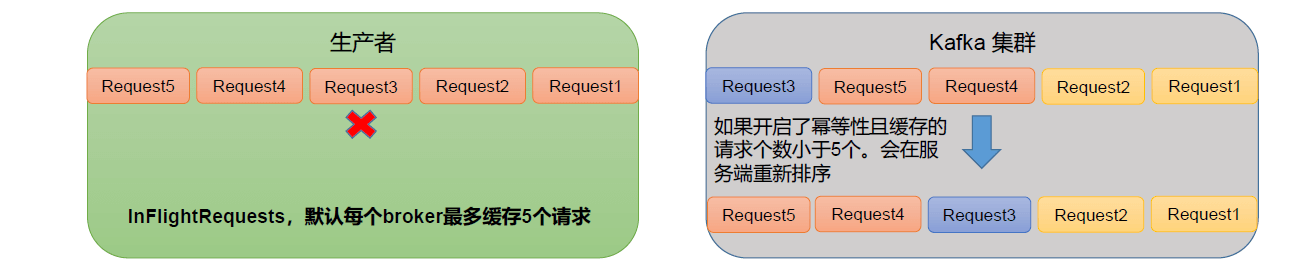 生产者
Request5 Request4 Request3 Request2 Request1
InFlightRequests，默认每个broker最多缓存5个请求
Kafka 集群
Request3 Request5 Request4 Request2 Request1
如果开启了幂等性且缓存的
请求个数小于5个。会在服
务端重新排序
Request5 Request4 Request3 Request2 Request1